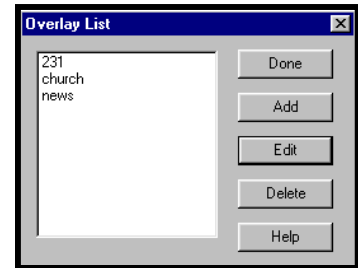 Overlay List
231
church
news
Done
Add
Edit
Delete
Help